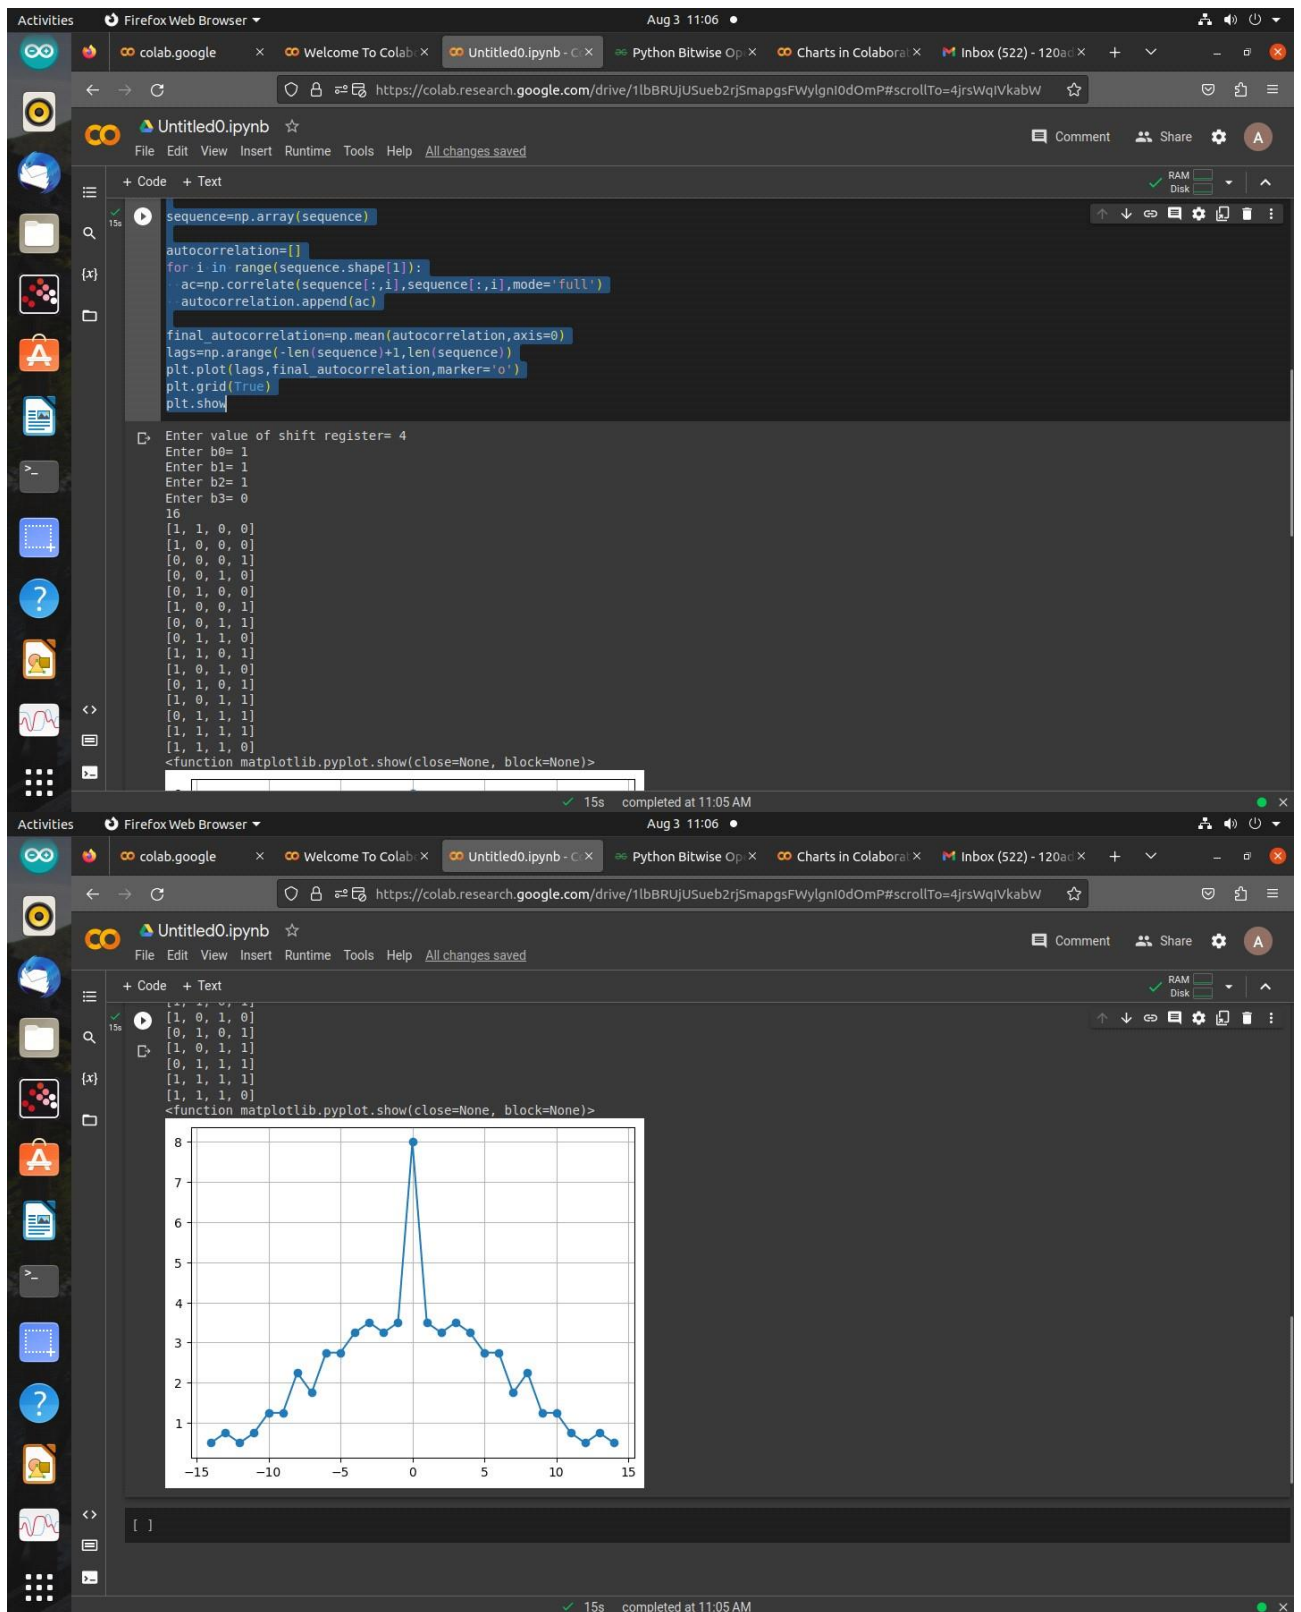 Activities Firefox Web Browser Aug 3 11:06
colab.google Welcome To Colab Untitled0.ipynb - C Python Bitwise Op Charts in Colaborat Inbox (522) - 120ad
https://colab.research.google.com/drive/1lbBRUjUSueb2rjSmapgsFWylgnI0dOmP#scrollTo=4jrsWqIVkabW
Untitled0.ipynb
Comment Share A
File Edit View Insert Runtime Tools Help All changes saved
+ Code + Text
RAM
Disk
15s
sequence=np.array(sequence)
autocorrelation=[]
for i in range(sequence.shape[1]):
ac=np.correlate(sequence[:,i],sequence[:,i],mode='full')
autocorrelation.append(ac)
final_autocorrelation=np.mean(autocorrelation,axis=0)
lags=np.arange(-len(sequence)+1,len(sequence))
plt.plot(lags,final_autocorrelation,marker='o')
plt.grid(True)
plt.show
Enter value of shift register= 4
Enter b0= 1
Enter b1= 1
Enter b2= 1
Enter b3= 0
16
[1, 1, 0, 0]
[1, 0, 0, 0]
[0, 0, 0, 1]
[0, 0, 1, 0]
[0, 1, 0, 0]
[1, 0, 0, 1]
[0, 0, 1, 1]
[0, 1, 1, 0]
[1, 1, 0, 1]
[1, 0, 1, 0]
[0, 1, 0, 1]
[1, 0, 1, 1]
[0, 1, 1, 1]
[1, 1, 1, 1]
[1, 1, 1, 0]
<function matplotlib.pyplot.show(close=None, block=None)>
15s completed at 11:05 AM
Activities Firefox Web Browser Aug 3 11:06
colab.google Welcome To Colab Untitled0.ipynb - C Python Bitwise Op Charts in Colaborat Inbox (522) - 120ad
https://colab.research.google.com/drive/1lbBRUjUSueb2rjSmapgsFWylgnI0dOmP#scrollTo=4jrsWqIVkabW
Untitled0.ipynb
Comment Share A
File Edit View Insert Runtime Tools Help All changes saved
+ Code + Text
RAM
Disk
15s
[1, 1, 0, 1]
[1, 0, 1, 0]
[0, 1, 0, 1]
[1, 0, 1, 1]
[0, 1, 1, 1]
[1, 1, 1, 1]
[1, 1, 1, 0]
<function matplotlib.pyplot.show(close=None, block=None)>
8
7
6
5
4
3
2
1
−15 −10 −5 0 5 10 15
[ ]
15s completed at 11:05 AM